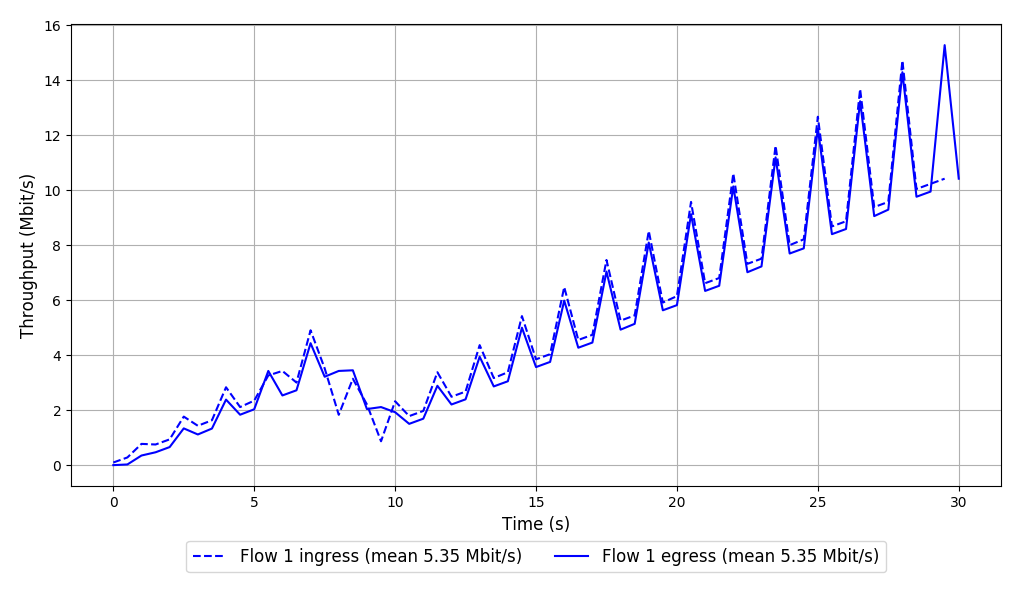 16
14
12
10
8
6
4
2
0
Throughput (Mbit/s)
0 5 10 15 20 25 30
Time (s)
Flow 1 ingress (mean 5.35 Mbit/s) Flow 1 egress (mean 5.35 Mbit/s)